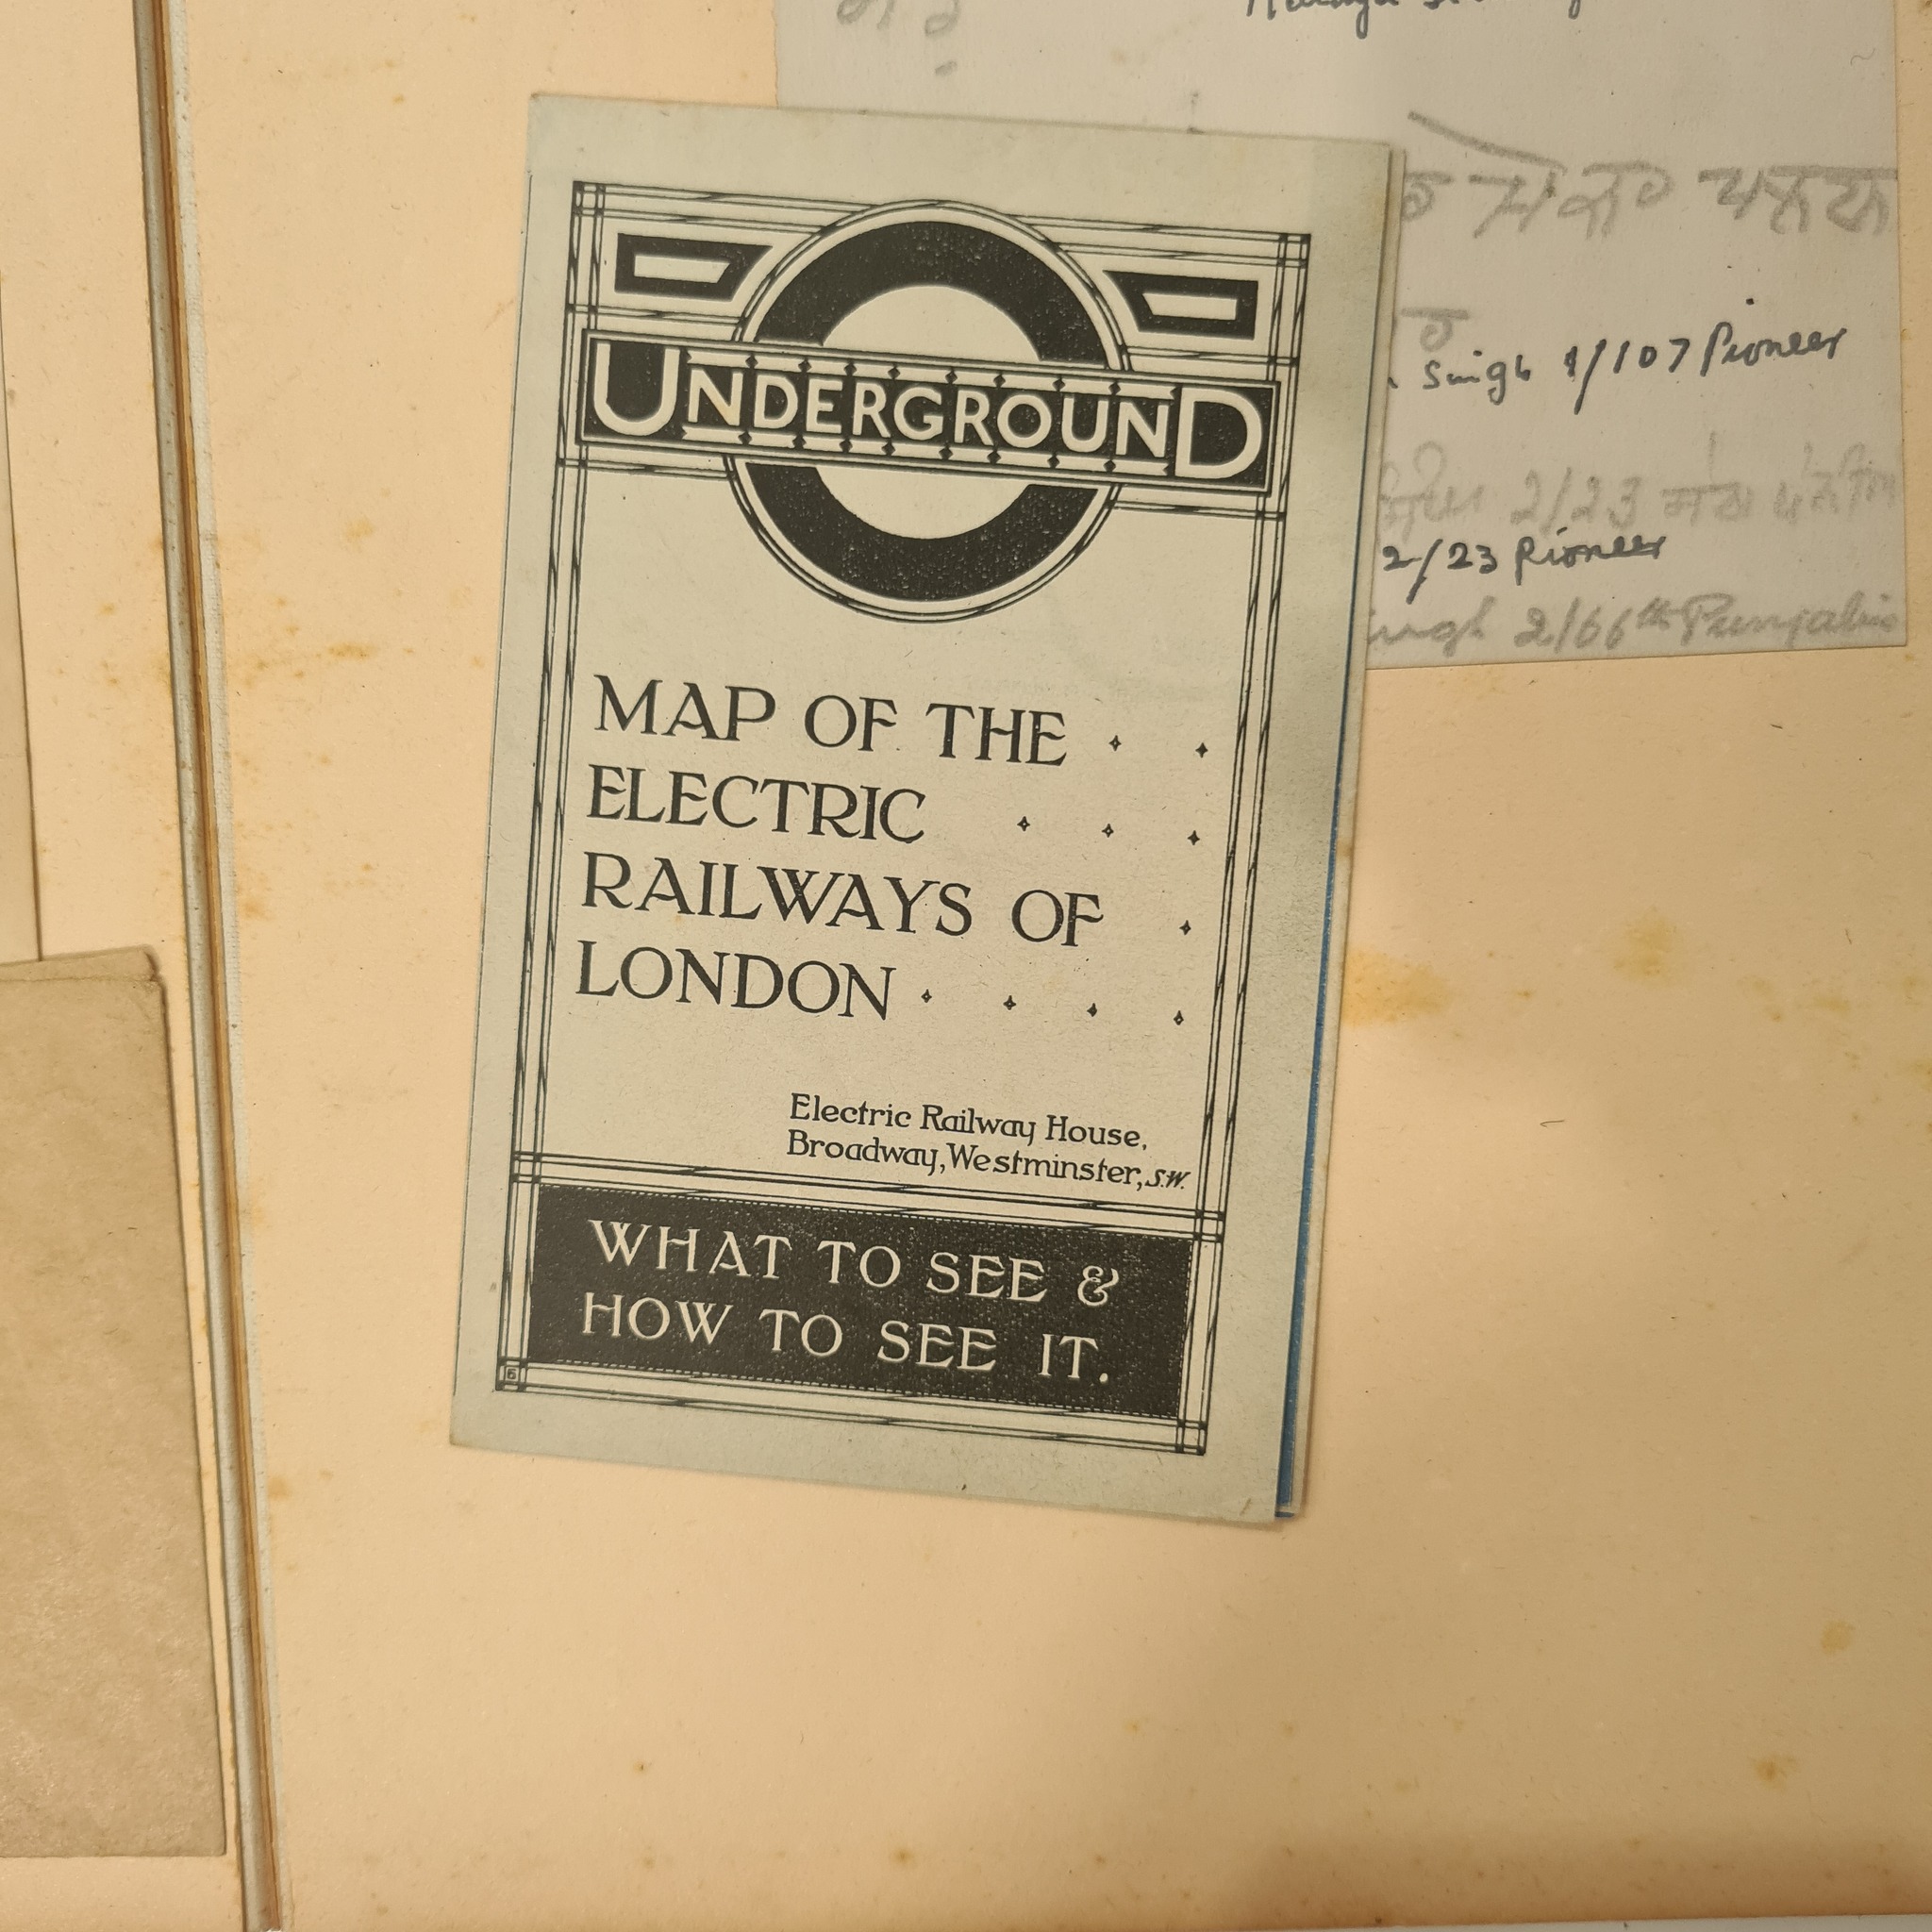 UNDERGROUND
MAP OF THE
ELECTRIC
RAILWAYS OF
LONDON
Electric Railway House,
Broadway, Westminster, S.W.
WHAT TO SEE &
HOW TO SEE IT.
6
Singh 1/107 Pioneer
2/23
2/23 Pioneer
2/66th Punjabis